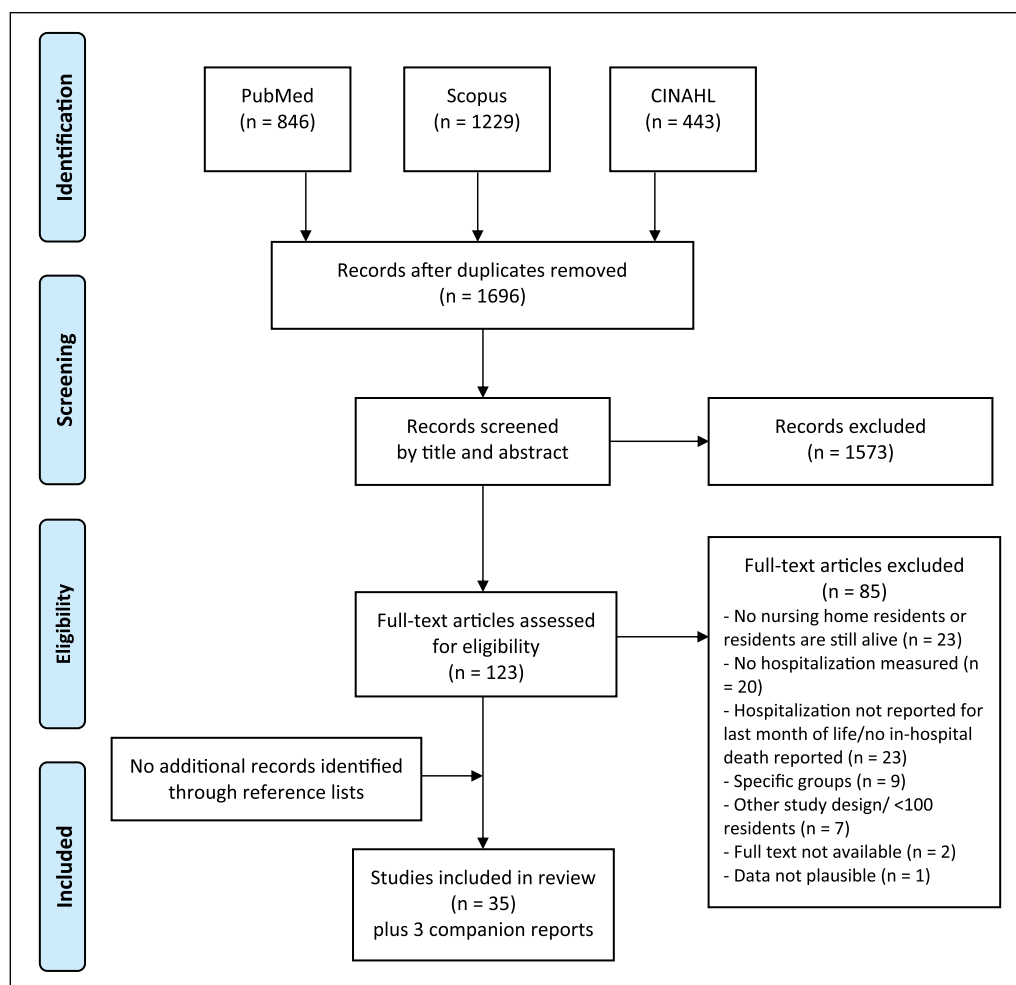 Identification
PubMed
(n = 846)
Scopus
(n = 1229)
CINAHL
(n = 443)
Records after duplicates removed
(n = 1696)
Screening
Records screened
by title and abstract
Records excluded
(n = 1573)
Eligibility
Full-text articles assessed
for eligibility
(n = 123)
Full-text articles excluded
(n = 85)
- No nursing home residents or
residents are still alive (n = 23)
- No hospitalization measured (n
= 20)
- Hospitalization not reported for
last month of life/no in-hospital
death reported (n = 23)
- Specific groups (n = 9)
- Other study design/ <100
residents (n = 7)
- Full text not available (n = 2)
- Data not plausible (n = 1)
No additional records identified
through reference lists
Included
Studies included in review
(n = 35)
plus 3 companion reports